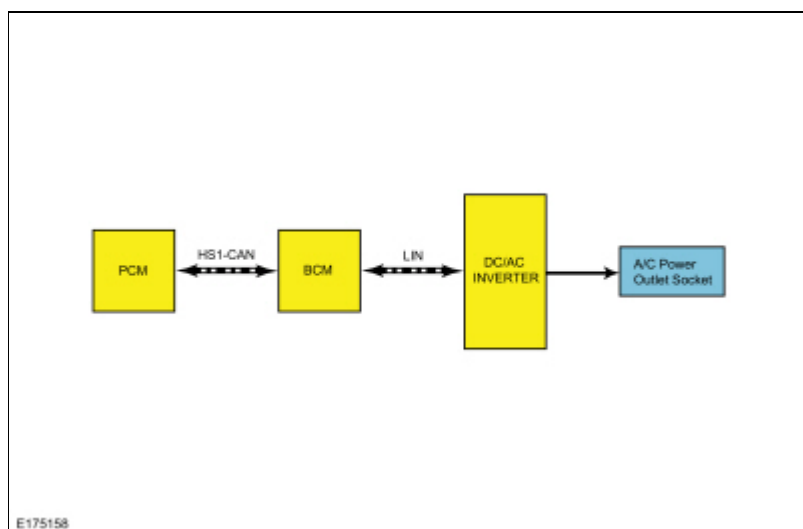 HS1-CAN
LIN
PCM
BCM
DC/AC
INVERTER
A/C Power
Outlet Socket
E175158